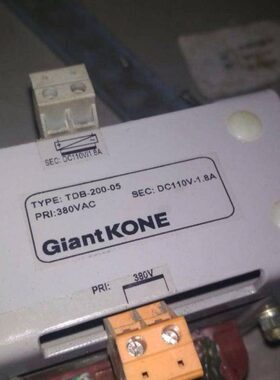 SEC: DC110V/1.8A
TYPE: TDB-200-05
PRI:380VAC SEC: DC110V-1.8A
GiantKONE
PRI: 380V